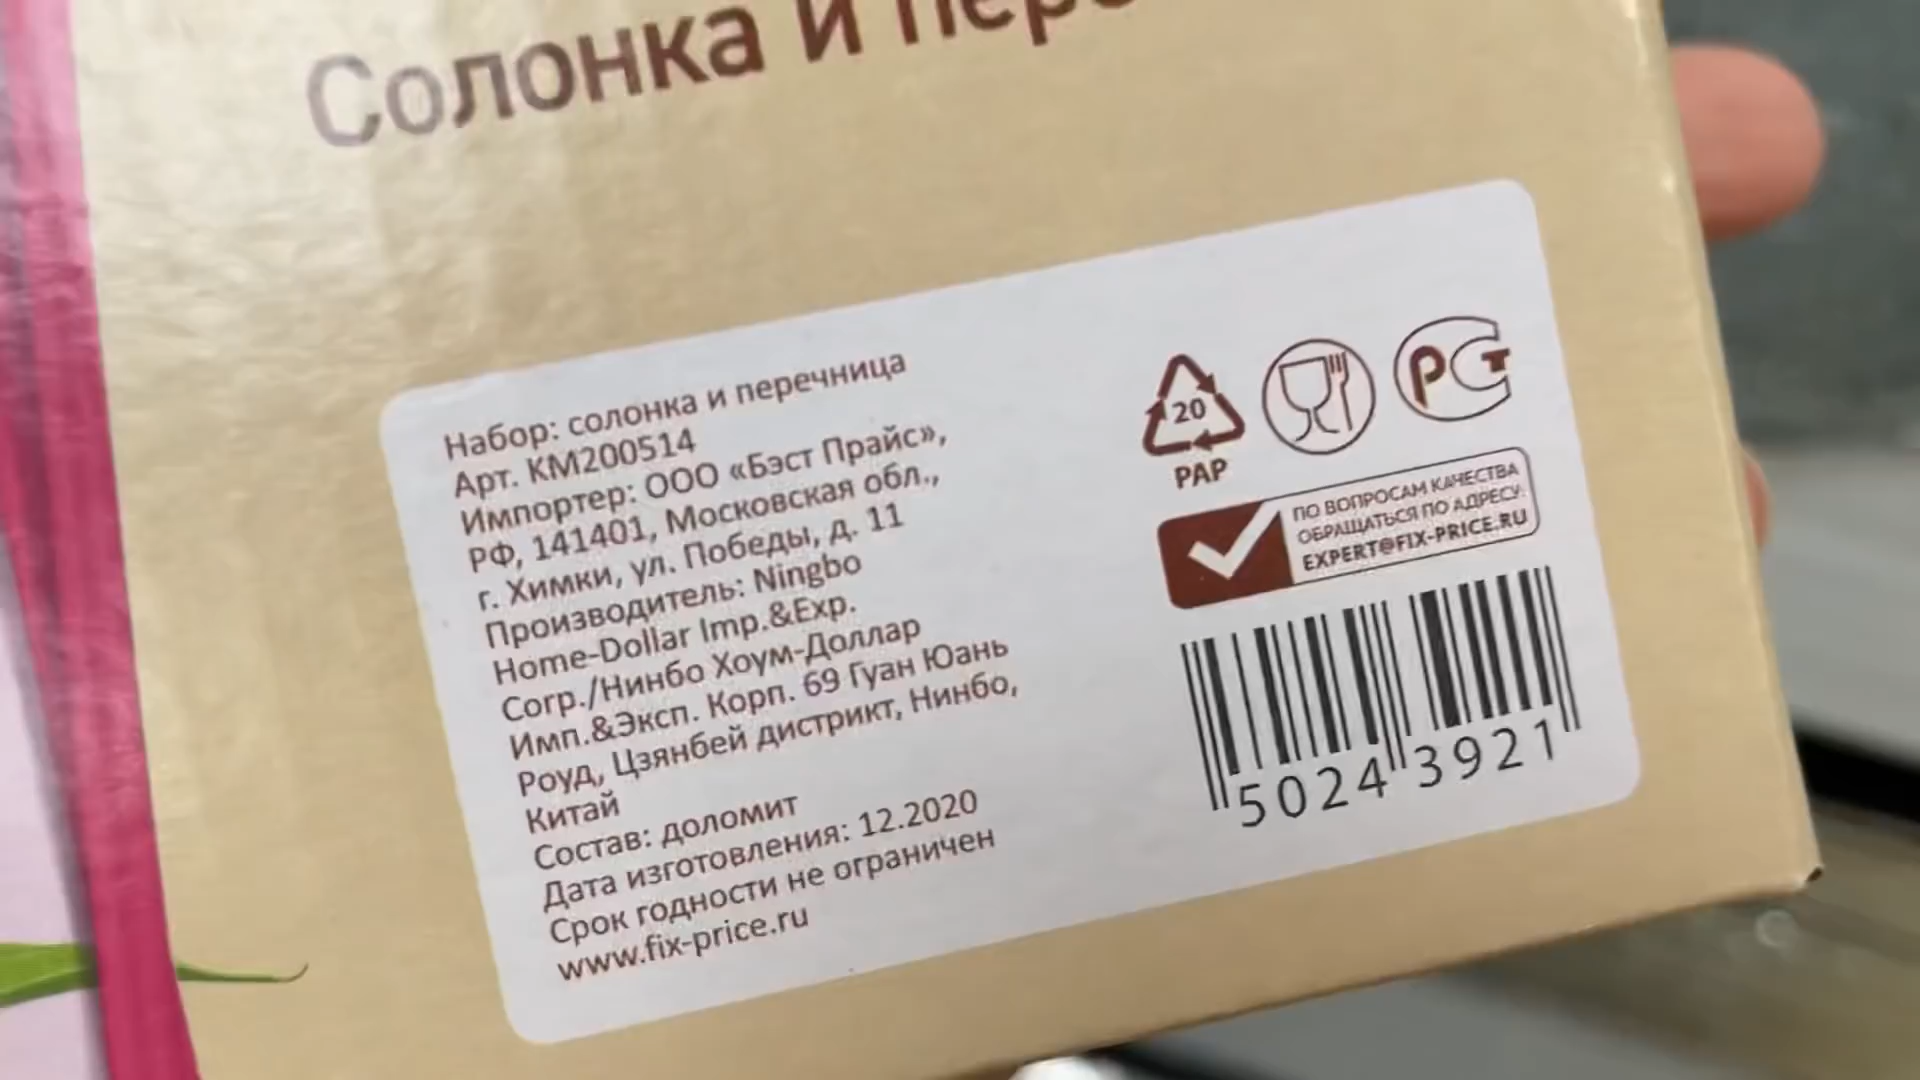 Солонка и пер
Набор: солонка и перечница
Арт. КМ200514
Импортер: ООО «Бэст Прайс»,
РФ, 141401, Московская обл.,
г. Химки, ул. Победы, д. 11
Производитель: Ningbo
Home-Dollar Imp.&Exp.
Corp./Нинбо Хоум-Доллар
Имп.&Эксп. Корп. 69 Гуан Юань
Роуд, Цзянбей дистрикт, Нинбо,
Китай
Состав: доломит
Дата изготовления: 12.2020
Срок годности не ограничен
www.fix-price.ru
20
PAP
РСТ
ПО ВОПРОСАМ КАЧЕСТВА
ОБРАЩАТЬСЯ ПО АДРЕСУ:
EXPERT@FIX-PRICE.RU
5024 3921